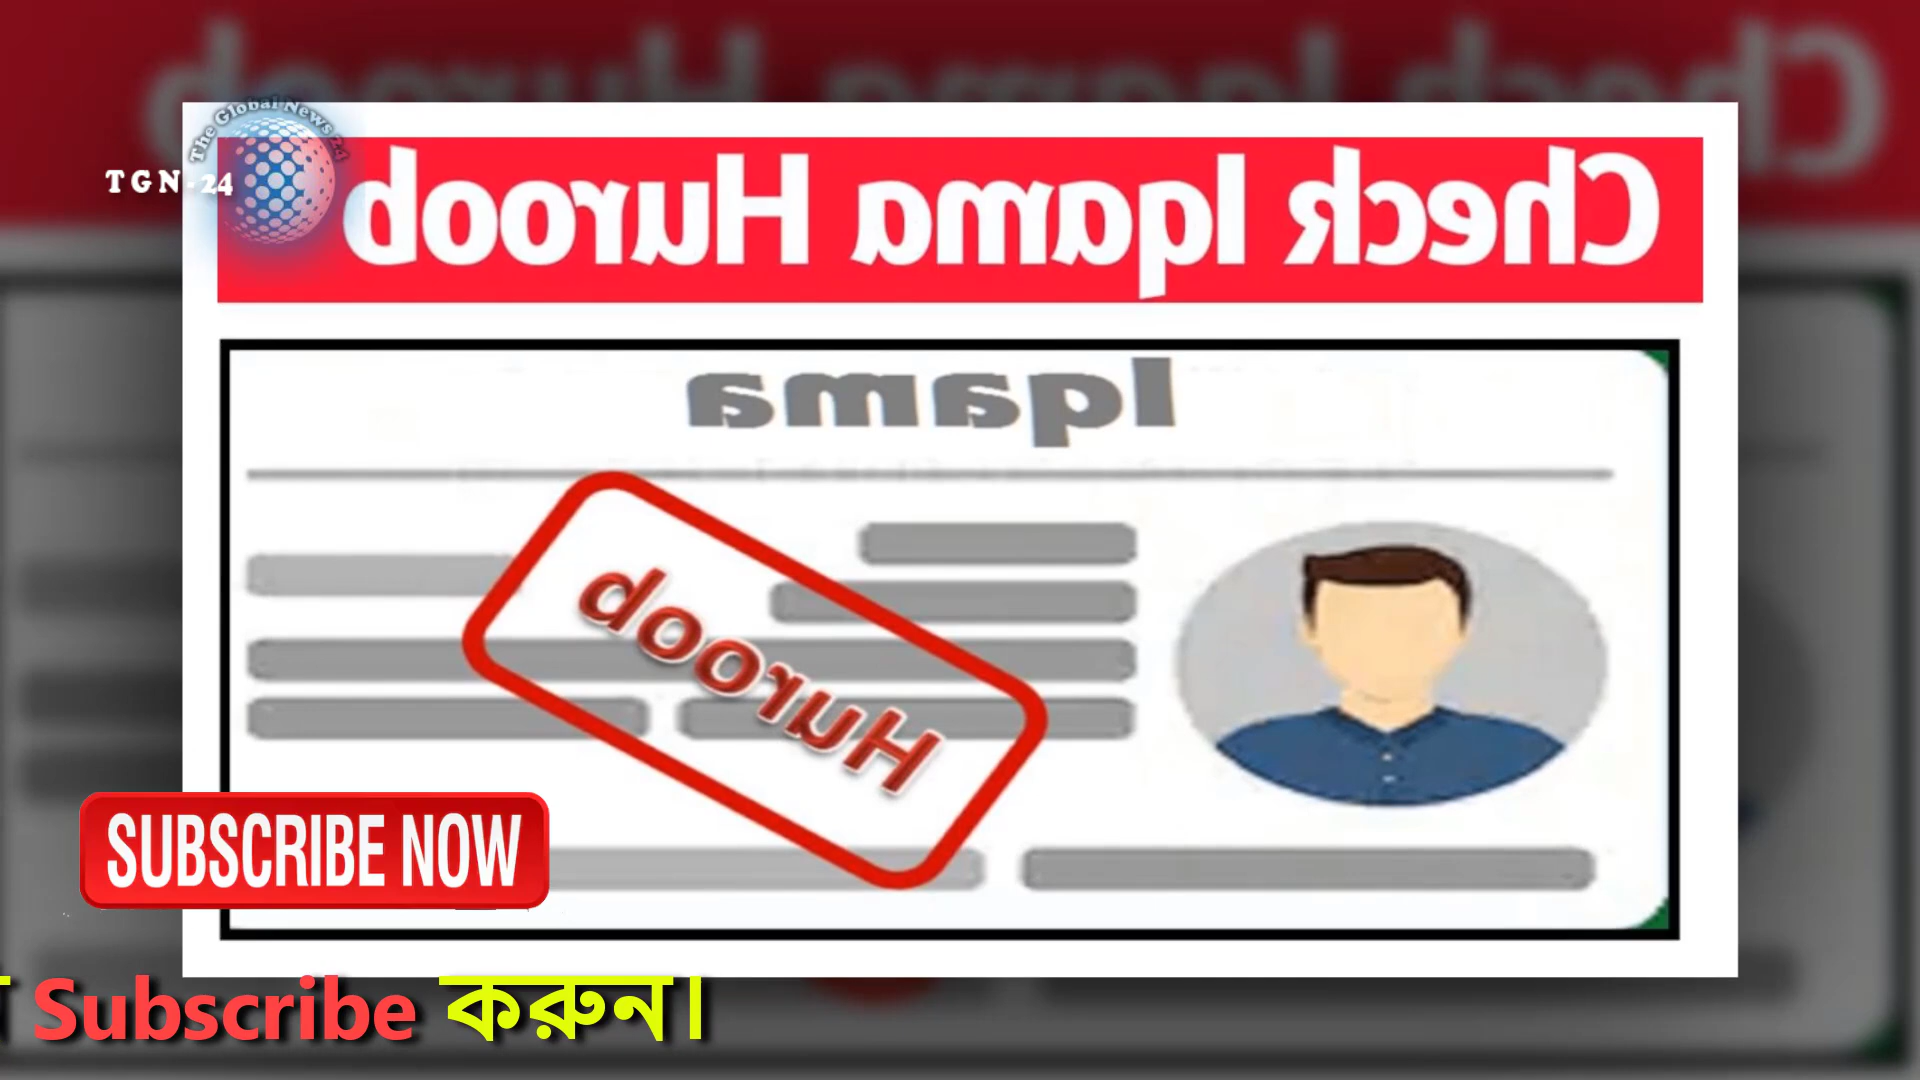 The Global News 24
TGN-24
Check Iqama Huroob
Iqama
Huroob
SUBSCRIBE NOW
Subscribe করুন।